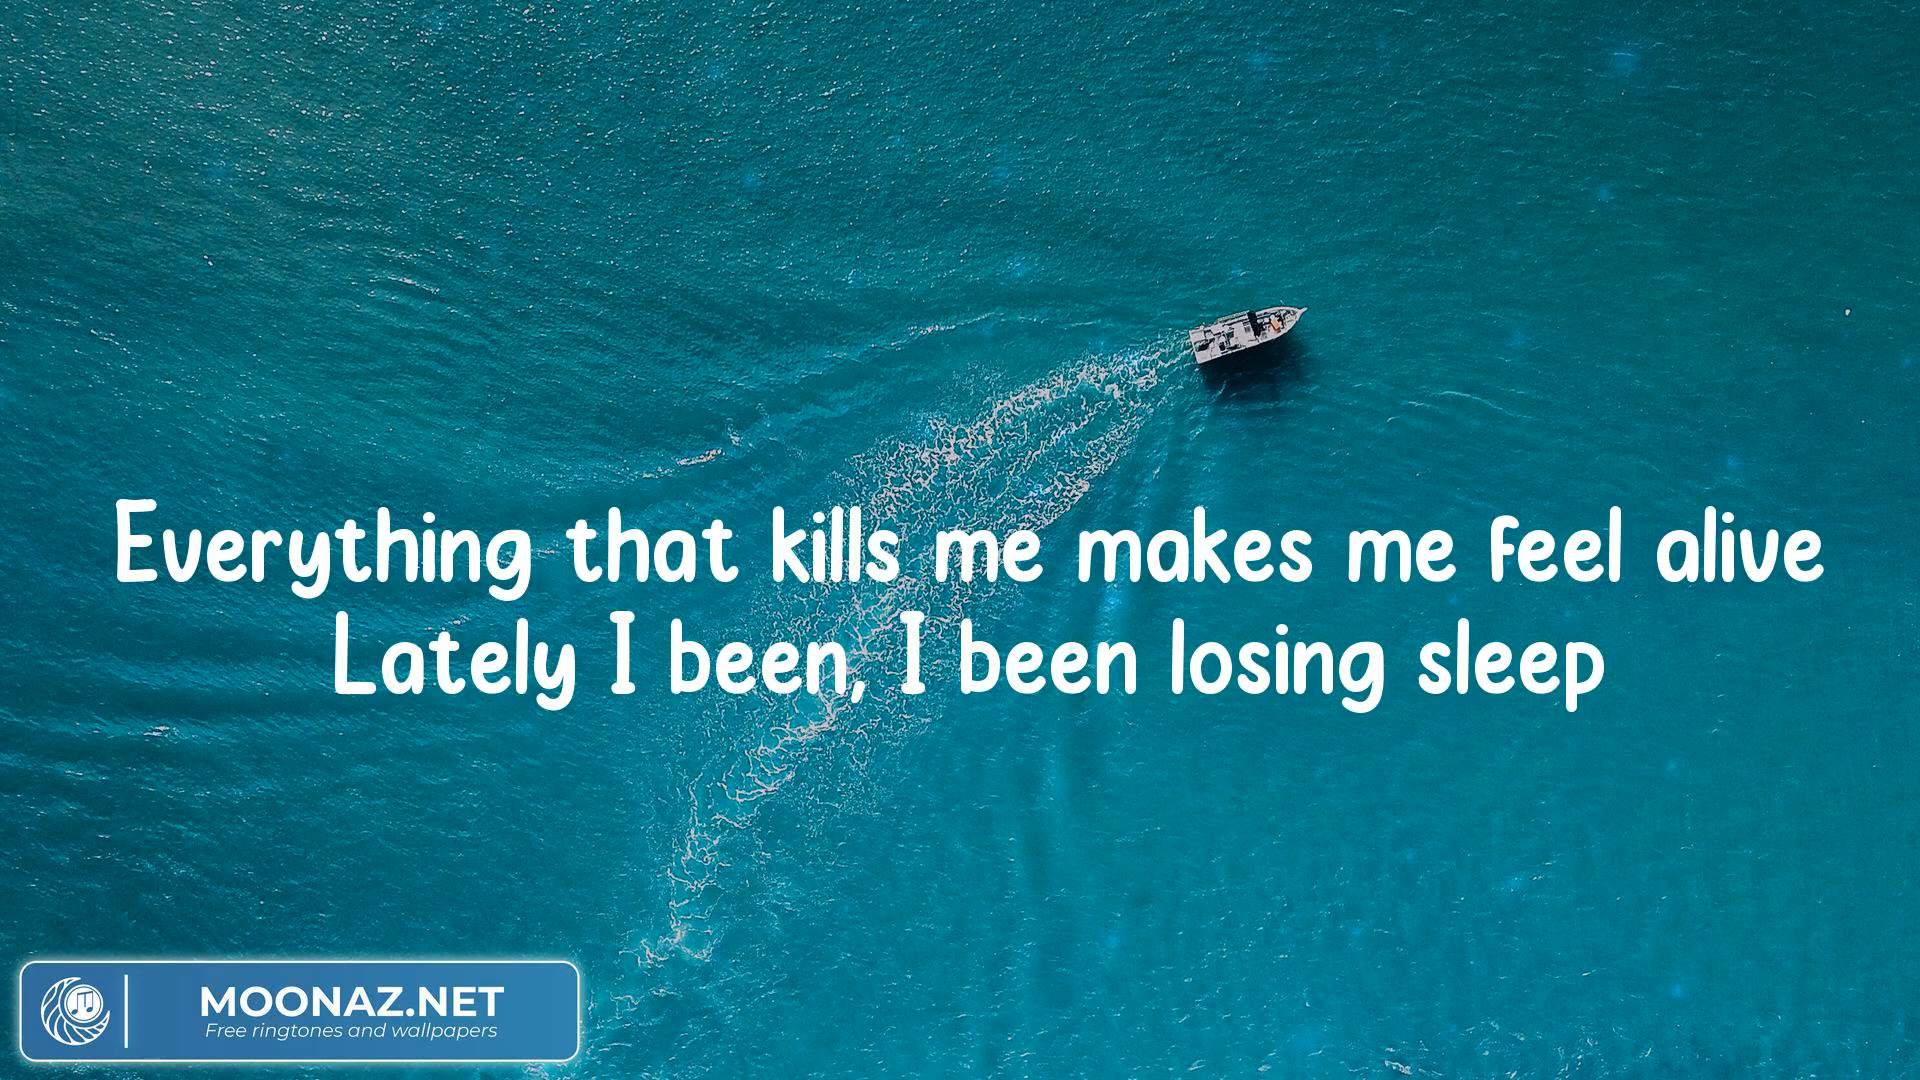 Everything that kills me makes me feel alive
Lately I been, I been losing sleep
MOONAZ.NET
Free ringtones and wallpapers